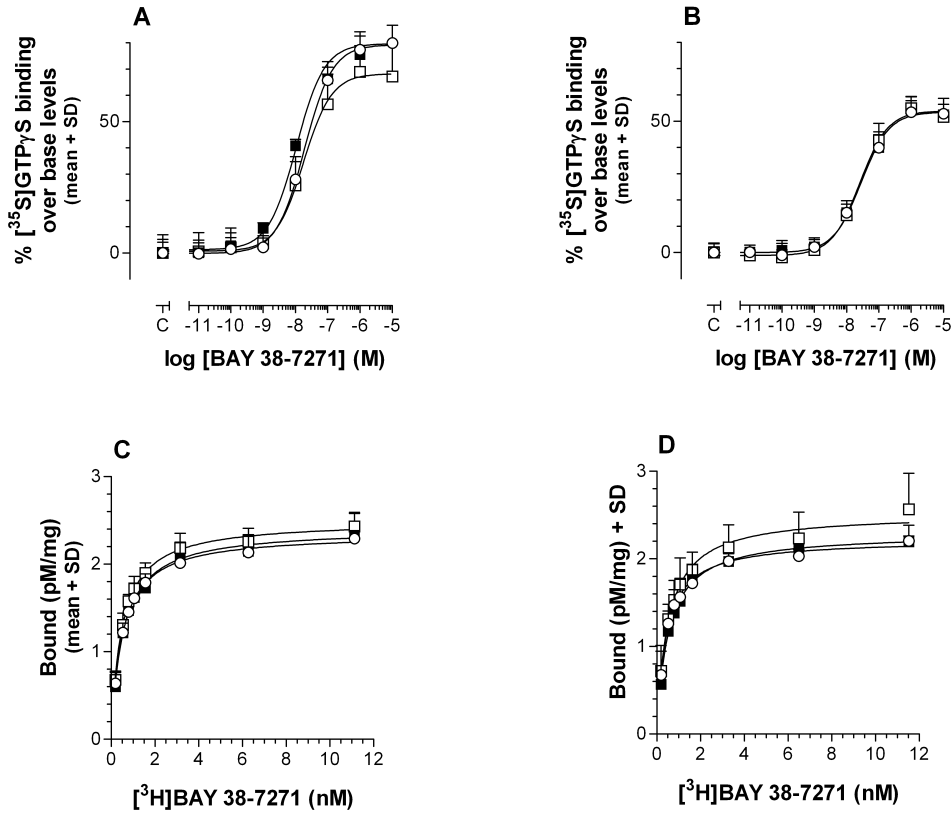 A
% [35S]GTPγS binding
over base levels
(mean + SD)
50
0
C -11 -10 -9 -8 -7 -6 -5
log [BAY 38-7271] (M)
B
% [35S]GTPγS binding
over base levels
(mean + SD)
50
0
C -11 -10 -9 -8 -7 -6 -5
log [BAY 38-7271] (M)
C
Bound (pM/mg)
(mean + SD)
3
2
1
0
0 2 4 6 8 10 12
[3H]BAY 38-7271 (nM)
D
Bound (pM/mg) + SD
3
2
1
0
0 2 4 6 8 10 12
[3H]BAY 38-7271 (nM)